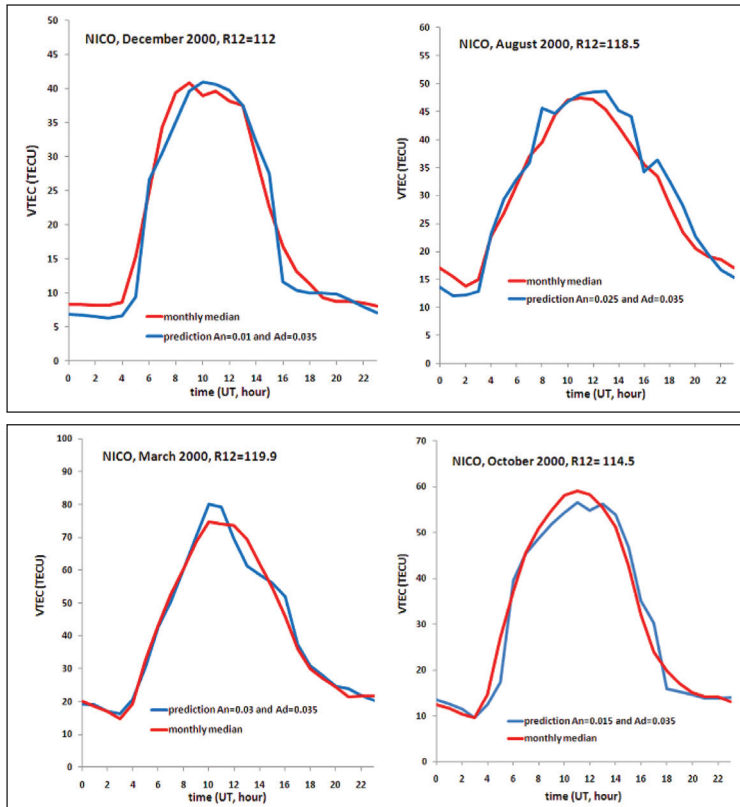 NICO, December 2000, R12=112
VTEC (TECU)
50
45
40
35
30
25
20
15
10
5
0
monthly median
prediction An=0.01 and Ad=0.035
0 2 4 6 8 10 12 14 16 18 20 22
time (UT, hour)
NICO, August 2000, R12=118.5
VTEC (TECU)
60
55
50
45
40
35
30
25
20
15
10
5
0
monthly median
prediction An=0.025 and Ad=0.035
0 2 4 6 8 10 12 14 16 18 20 22
time (UT, hour)
NICO, March 2000, R12=119.9
VTEC (TECU)
100
90
80
70
60
50
40
30
20
10
0
prediction An=0.03 and Ad=0.035
monthly median
0 2 4 6 8 10 12 14 16 18 20 22
time (UT, hour)
NICO, October 2000, R12= 114.5
VTEC (TECU)
70
60
50
40
30
20
10
0
prediction An=0.015 and Ad=0.035
monthly median
0 2 4 6 8 10 12 14 16 18 20 22
time (UT, hour)